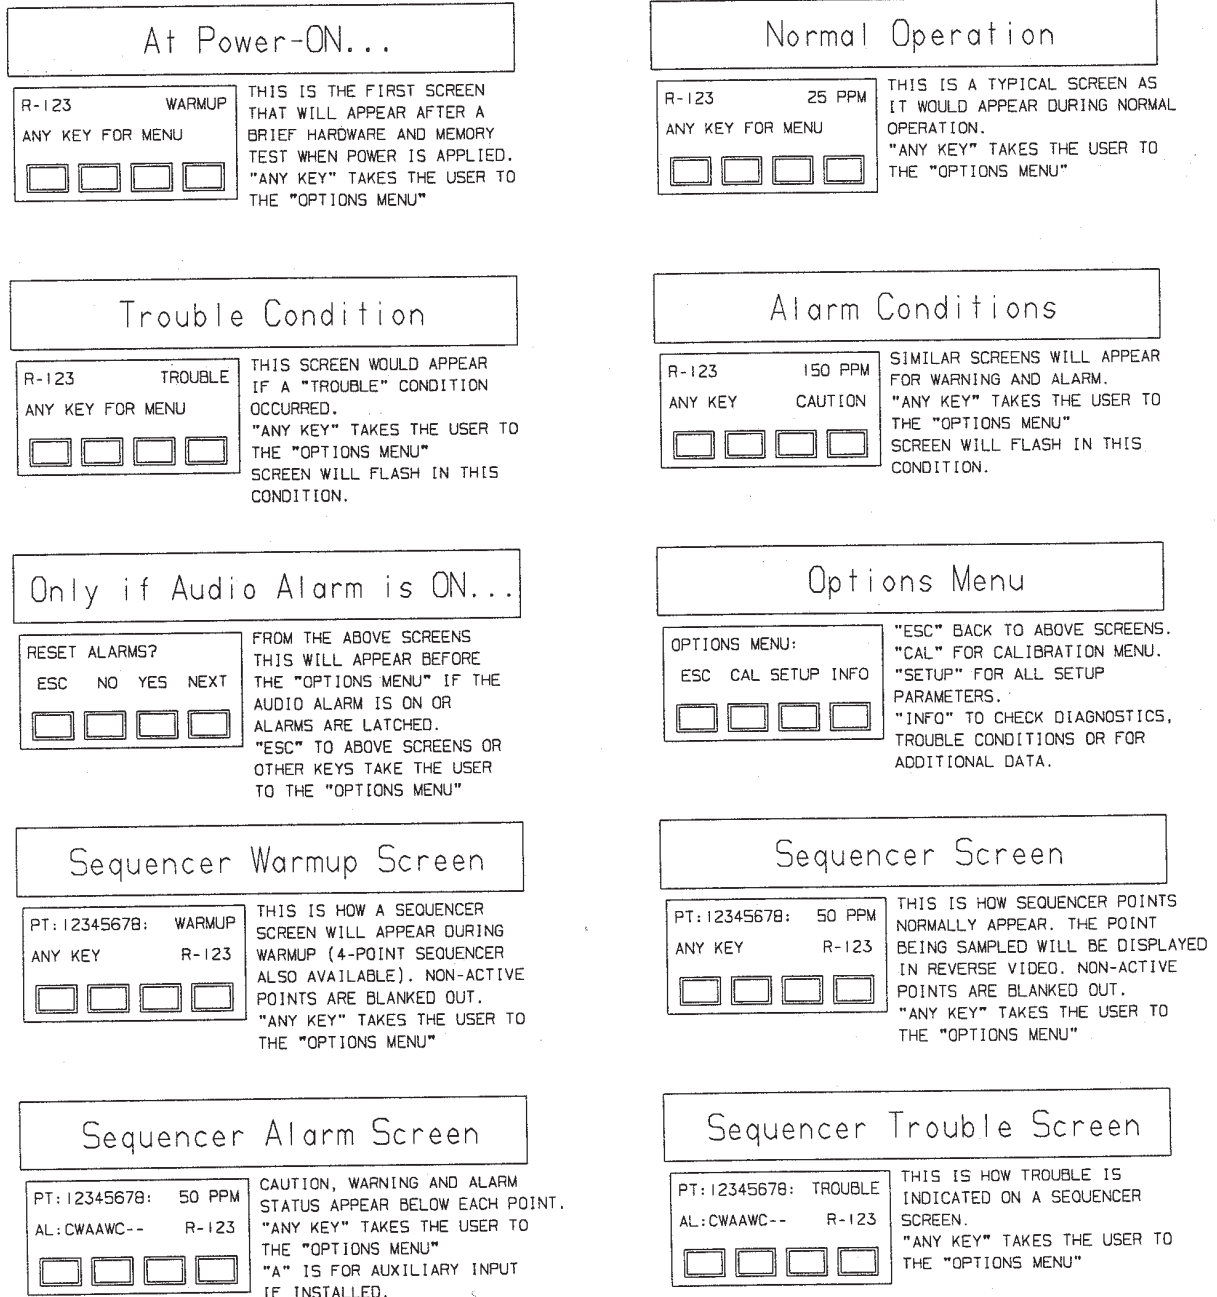 At Power-ON...
R-123 WARMUP
ANY KEY FOR MENU
THIS IS THE FIRST SCREEN
THAT WILL APPEAR AFTER A
BRIEF HARDWARE AND MEMORY
TEST WHEN POWER IS APPLIED.
"ANY KEY" TAKES THE USER TO
THE "OPTIONS MENU"
Normal Operation
R-123 25 PPM
ANY KEY FOR MENU
THIS IS A TYPICAL SCREEN AS
IT WOULD APPEAR DURING NORMAL
OPERATION.
"ANY KEY" TAKES THE USER TO
THE "OPTIONS MENU"
Trouble Condition
R-123 TROUBLE
ANY KEY FOR MENU
THIS SCREEN WOULD APPEAR
IF A "TROUBLE" CONDITION
OCCURRED.
"ANY KEY" TAKES THE USER TO
THE "OPTIONS MENU"
SCREEN WILL FLASH IN THIS
CONDITION.
Alarm Conditions
R-123 150 PPM
ANY KEY CAUTION
SIMILAR SCREENS WILL APPEAR
FOR WARNING AND ALARM.
"ANY KEY" TAKES THE USER TO
THE "OPTIONS MENU"
SCREEN WILL FLASH IN THIS
CONDITION.
Only if Audio Alarm is ON...
RESET ALARMS?
ESC NO YES NEXT
FROM THE ABOVE SCREENS
THIS WILL APPEAR BEFORE
THE "OPTIONS MENU" IF THE
AUDIO ALARM IS ON OR
ALARMS ARE LATCHED.
"ESC" TO ABOVE SCREENS OR
OTHER KEYS TAKE THE USER
TO THE "OPTIONS MENU"
Options Menu
OPTIONS MENU:
ESC CAL SETUP INFO
"ESC" BACK TO ABOVE SCREENS.
"CAL" FOR CALIBRATION MENU.
"SETUP" FOR ALL SETUP
PARAMETERS.
"INFO" TO CHECK DIAGNOSTICS,
TROUBLE CONDITIONS OR FOR
ADDITIONAL DATA.
Sequencer Warmup Screen
PT:12345678: WARMUP
ANY KEY R-123
THIS IS HOW A SEQUENCER
SCREEN WILL APPEAR DURING
WARMUP (4-POINT SEQUENCER
ALSO AVAILABLE). NON-ACTIVE
POINTS ARE BLANKED OUT.
"ANY KEY" TAKES THE USER TO
THE "OPTIONS MENU"
Sequencer Screen
PT:12345678: 50 PPM
ANY KEY R-123
THIS IS HOW SEQUENCER POINTS
NORMALLY APPEAR. THE POINT
BEING SAMPLED WILL BE DISPLAYED
IN REVERSE VIDEO. NON-ACTIVE
POINTS ARE BLANKED OUT.
"ANY KEY" TAKES THE USER TO
THE "OPTIONS MENU"
Sequencer Alarm Screen
PT:12345678: 50 PPM
AL:CWAAWC-- R-123
CAUTION, WARNING AND ALARM
STATUS APPEAR BELOW EACH POINT.
"ANY KEY" TAKES THE USER TO
THE "OPTIONS MENU"
"A" IS FOR AUXILIARY INPUT
IF INSTALLED.
Sequencer Trouble Screen
PT:12345678: TROUBLE
AL:CWAAWC-- R-123
THIS IS HOW TROUBLE IS
INDICATED ON A SEQUENCER
SCREEN.
"ANY KEY" TAKES THE USER TO
THE "OPTIONS MENU"